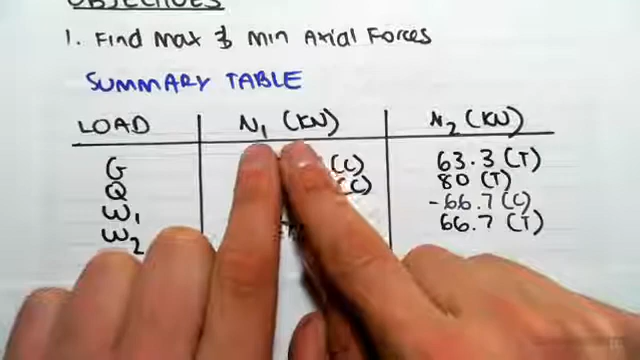 OBJECTIVES
1. Find Max & Min Axial Forces
SUMMARY TABLE
LOAD N1 (KN) N2 (KN)
G (C) 63.3 (T)
Q (C) 80 (T)
W1 -66.7 (C)
W2 66.7 (T)